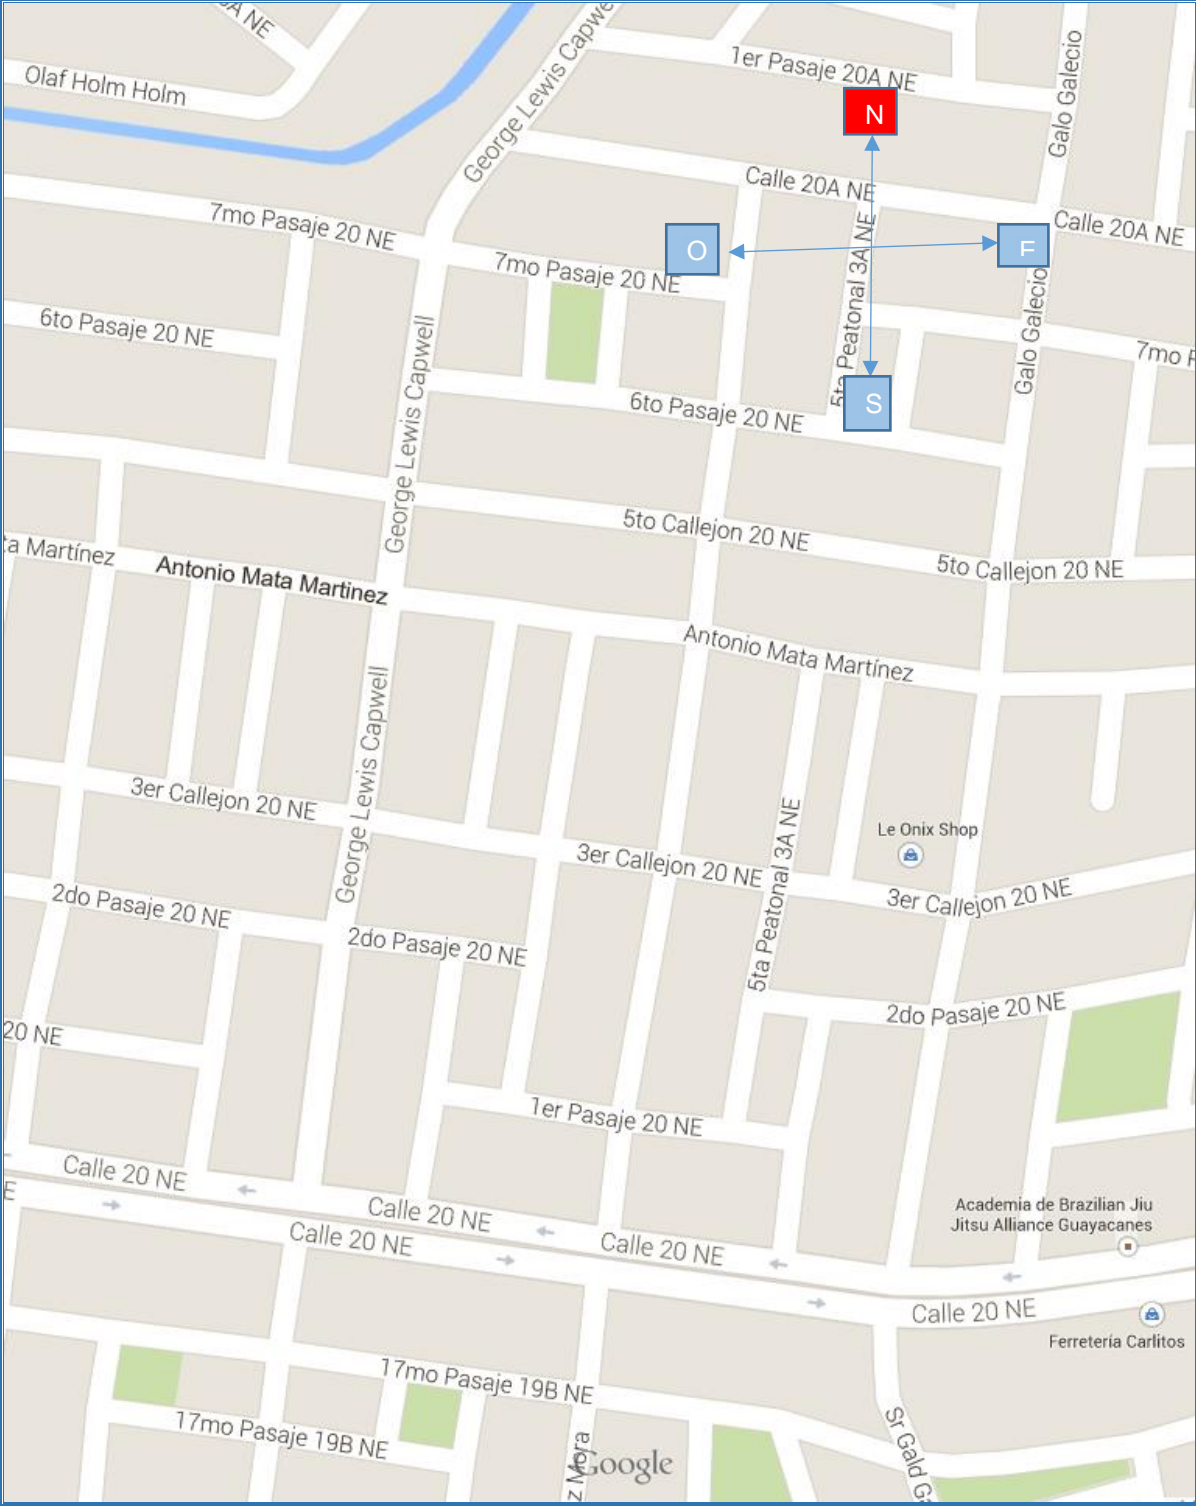 A NE
Olaf Holm Holm
George Lewis Capwe
1er Pasaje 20A NE
Galo Galecio
N
Calle 20A NE
Calle 20A NE
7mo Pasaje 20 NE
O
7mo Pasaje 20 NE
5ta Peatonal 3A NE
Galo Galecio
6to Pasaje 20 NE
7mo P
George Lewis Capwell
S
6to Pasaje 20 NE
5to Callejon 20 NE
5to Callejon 20 NE
ta Martínez
Antonio Mata Martinez
Antonio Mata Martínez
George Lewis Capwell
3er Callejon 20 NE
Le Onix Shop
3er Callejon 20 NE
5ta Peatonal 3A NE
3er Callejon 20 NE
2do Pasaje 20 NE
2do Pasaje 20 NE
2do Pasaje 20 NE
20 NE
1er Pasaje 20 NE
Calle 20 NE
E
Calle 20 NE
Academia de Brazilian Jiu
Jitsu Alliance Guayacanes
Calle 20 NE
Calle 20 NE
Calle 20 NE
Ferretería Carlitos
17mo Pasaje 19B NE
17mo Pasaje 19B NE
z Mora
Google
Sr Gald Ga